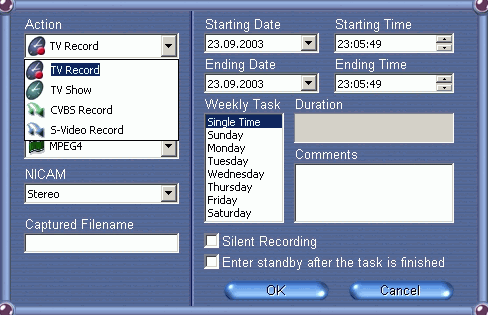 Action
TV Record
TV Record
TV Show
CVBS Record
S-Video Record
MPEG4
NICAM
Stereo
Captured Filename
Starting Date
Starting Time
23.09.2003
23:05:49
Ending Date
Ending Time
23.09.2003
23:05:49
Weekly Task
Duration
Single Time
Sunday
Monday
Tuesday
Wednesday
Thursday
Friday
Saturday
Comments
Silent Recording
Enter standby after the task is finished
OK
Cancel